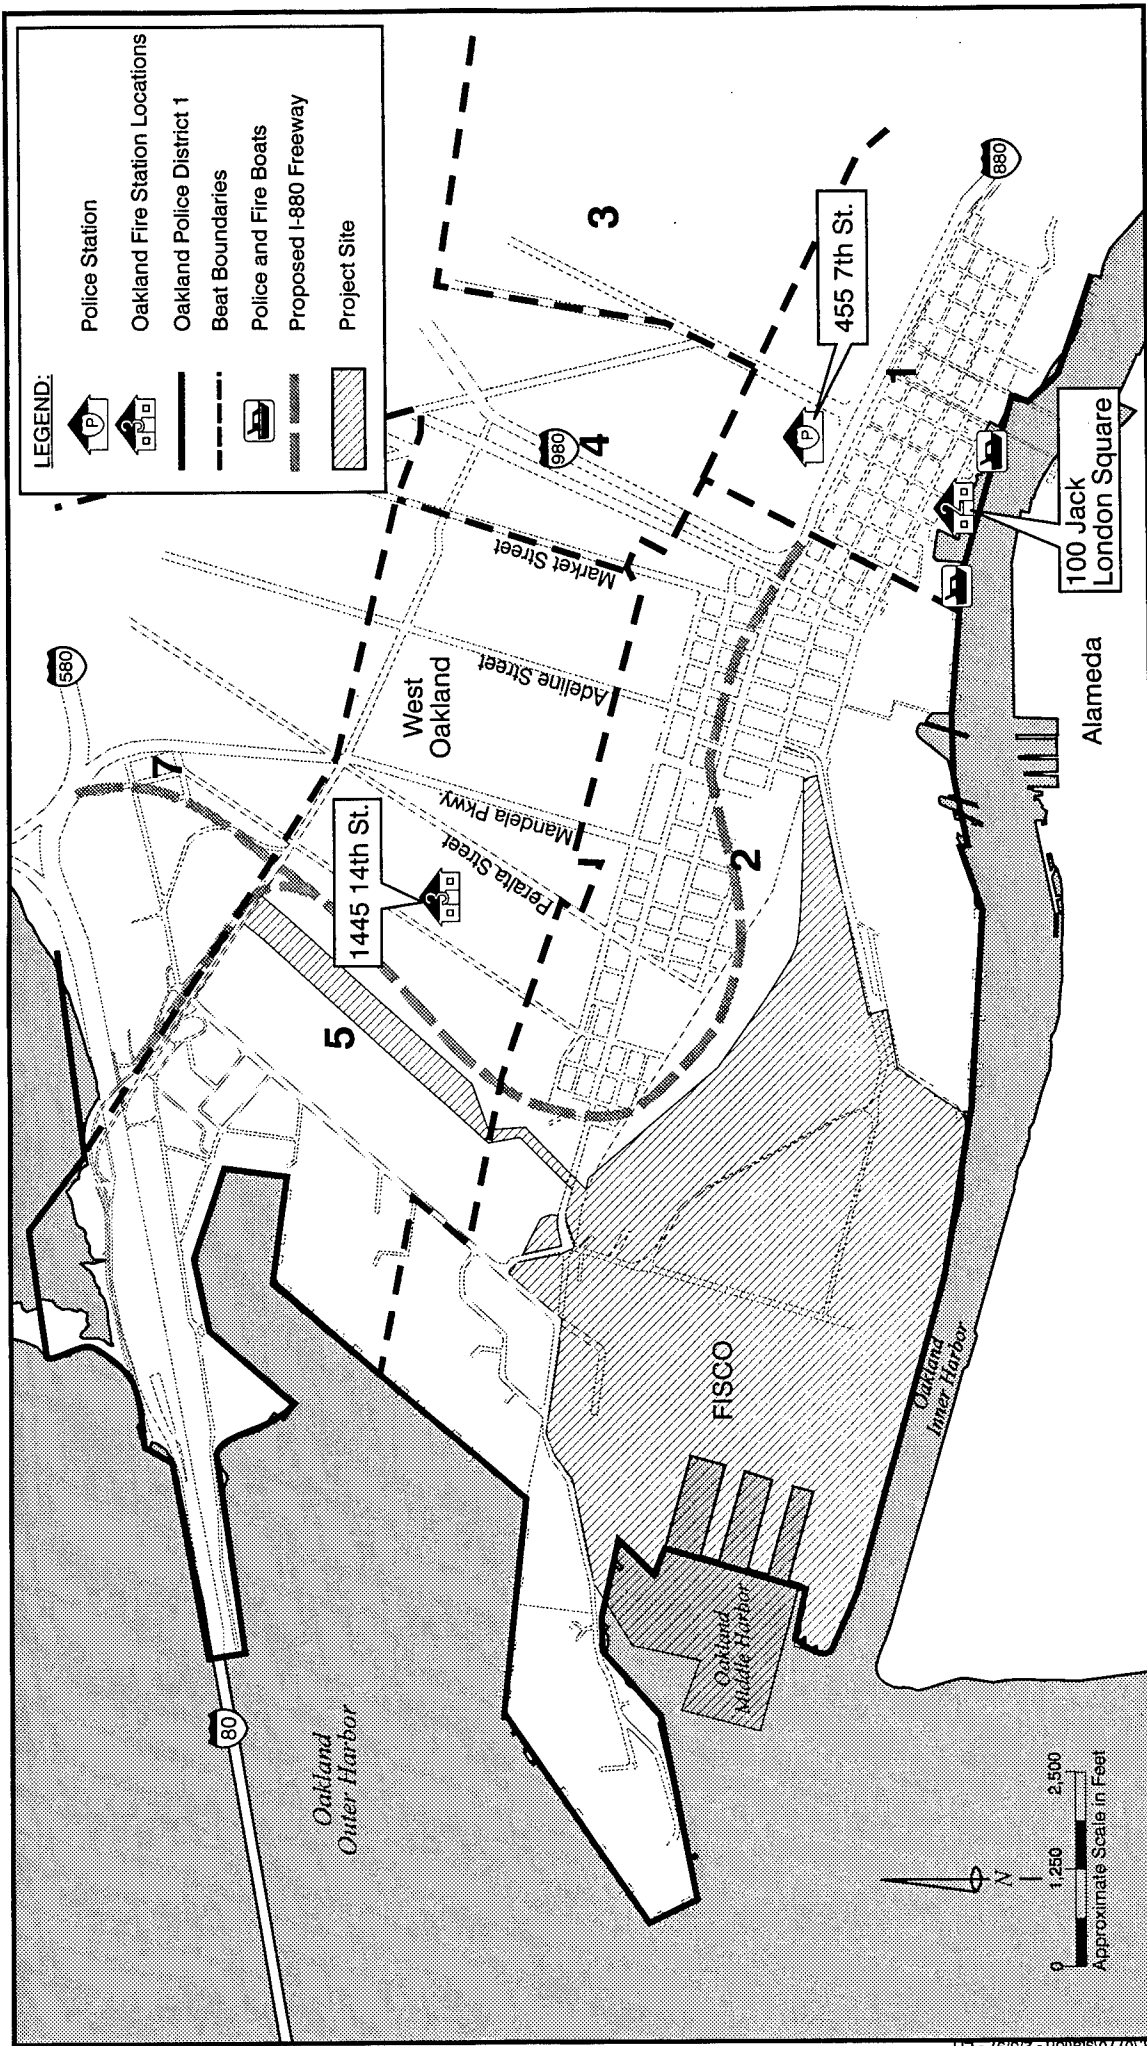 LEGEND:
P
Police Station
3
Oakland Fire Station Locations
Oakland Police District 1
Beat Boundaries
Police and Fire Boats
Proposed I-880 Freeway
Project Site
580
7
3
4
980
Market Street
Adeline Street
West
Oakland
Mandela Pkwy
Peralta Street
1445 14th St.
3
5
455 7th St.
P
880
1
2
2
100 Jack
London Square
Alameda
FISCO
Oakland
Inner Harbor
Oakland
Middle Harbor
80
Oakland
Outer Harbor
N
0
1,250
2,500
Approximate Scale in Feet